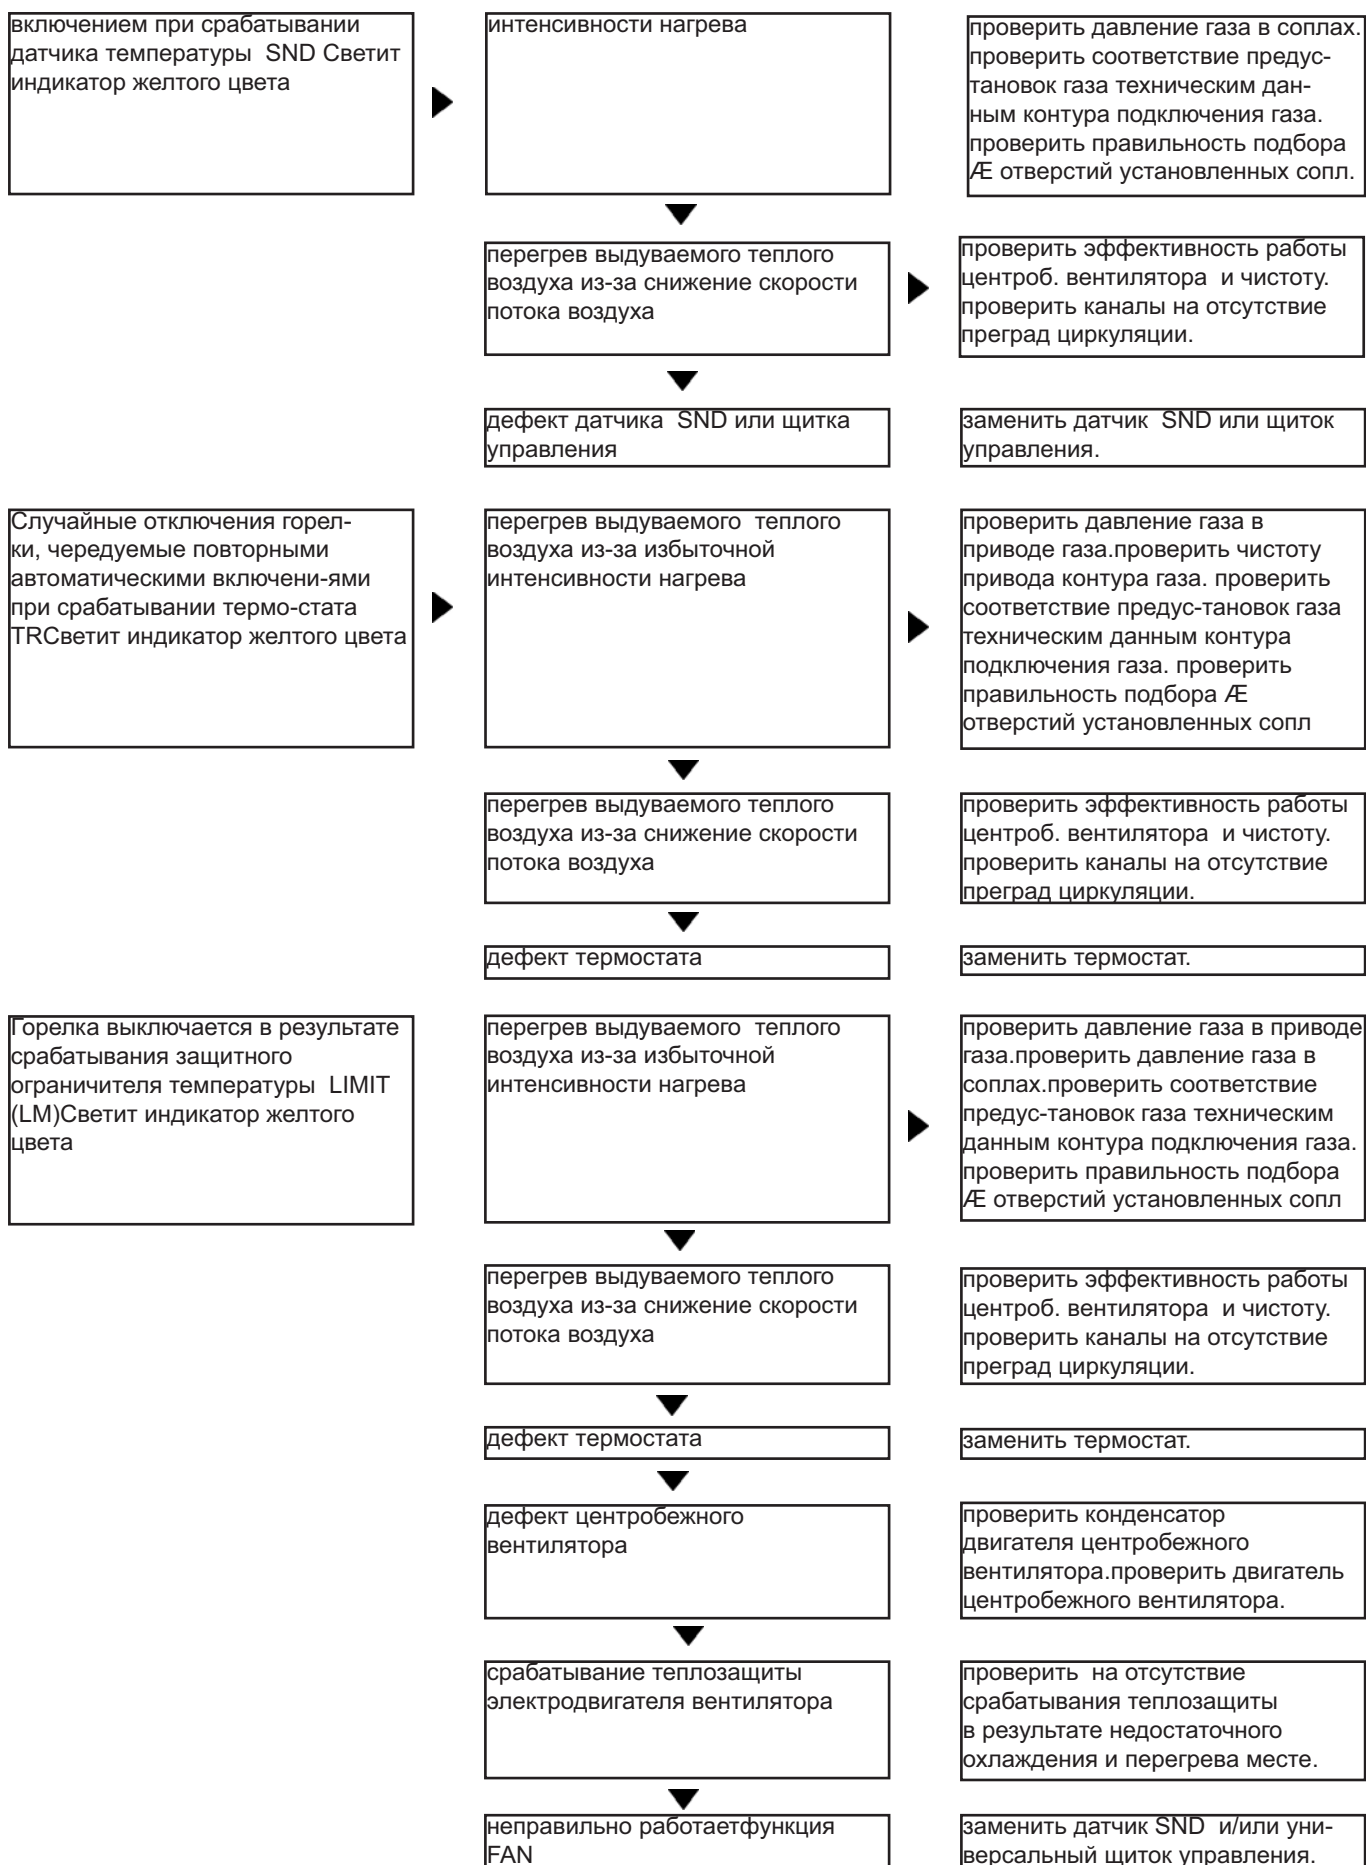 включением при срабатывании
датчика температуры  SND Светит
индикатор желтого цвета
интенсивности нагрева
проверить давление газа в соплах.
проверить соответствие предус-
тановок газа техническим дан-
ным контура подключения газа.
проверить правильность подбора
Æ отверстий установленных сопл.
перегрев выдуваемого теплого
воздуха из-за снижение скорости
потока воздуха
проверить эффективность работы
центроб. вентилятора  и чистоту.
проверить каналы на отсутствие
преград циркуляции.
дефект датчика  SND или щитка
управления
заменить датчик  SND или щиток
управления.
Случайные отключения горел-
ки, чередуемые повторными
автоматическими включени-ями
при срабатывании термо-стата
TRСветит индикатор желтого цвета
перегрев выдуваемого  теплого
воздуха из-за избыточной
интенсивности нагрева
проверить давление газа в
приводе газа.проверить чистоту
привода контура газа. проверить
соответствие предус-тановок газа
техническим данным контура
подключения газа. проверить
правильность подбора Æ
отверстий установленных сопл
перегрев выдуваемого теплого
воздуха из-за снижение скорости
потока воздуха
проверить эффективность работы
центроб. вентилятора  и чистоту.
проверить каналы на отсутствие
преград циркуляции.
дефект термостата
заменить термостат.
Горелка выключается в результате
срабатывания защитного
ограничителя температуры  LIMIT
(LM)Светит индикатор желтого
цвета
перегрев выдуваемого  теплого
воздуха из-за избыточной
интенсивности нагрева
проверить давление газа в приводе
газа.проверить давление газа в
соплах.проверить соответствие
предус-тановок газа техническим
данным контура подключения газа.
проверить правильность подбора
Æ отверстий установленных сопл
перегрев выдуваемого теплого
воздуха из-за снижение скорости
потока воздуха
проверить эффективность работы
центроб. вентилятора  и чистоту.
проверить каналы на отсутствие
преград циркуляции.
дефект термостата
заменить термостат.
дефект центробежного
вентилятора
проверить конденсатор
двигателя центробежного
вентилятора.проверить двигатель
центробежного вентилятора.
срабатывание теплозащиты
электродвигателя вентилятора
проверить  на отсутствие
срабатывания теплозащиты
в результате недостаточного
охлаждения и перегрева месте.
неправильно работаетфункция
FAN
заменить датчик SND  и/или уни-
версальный щиток управления.